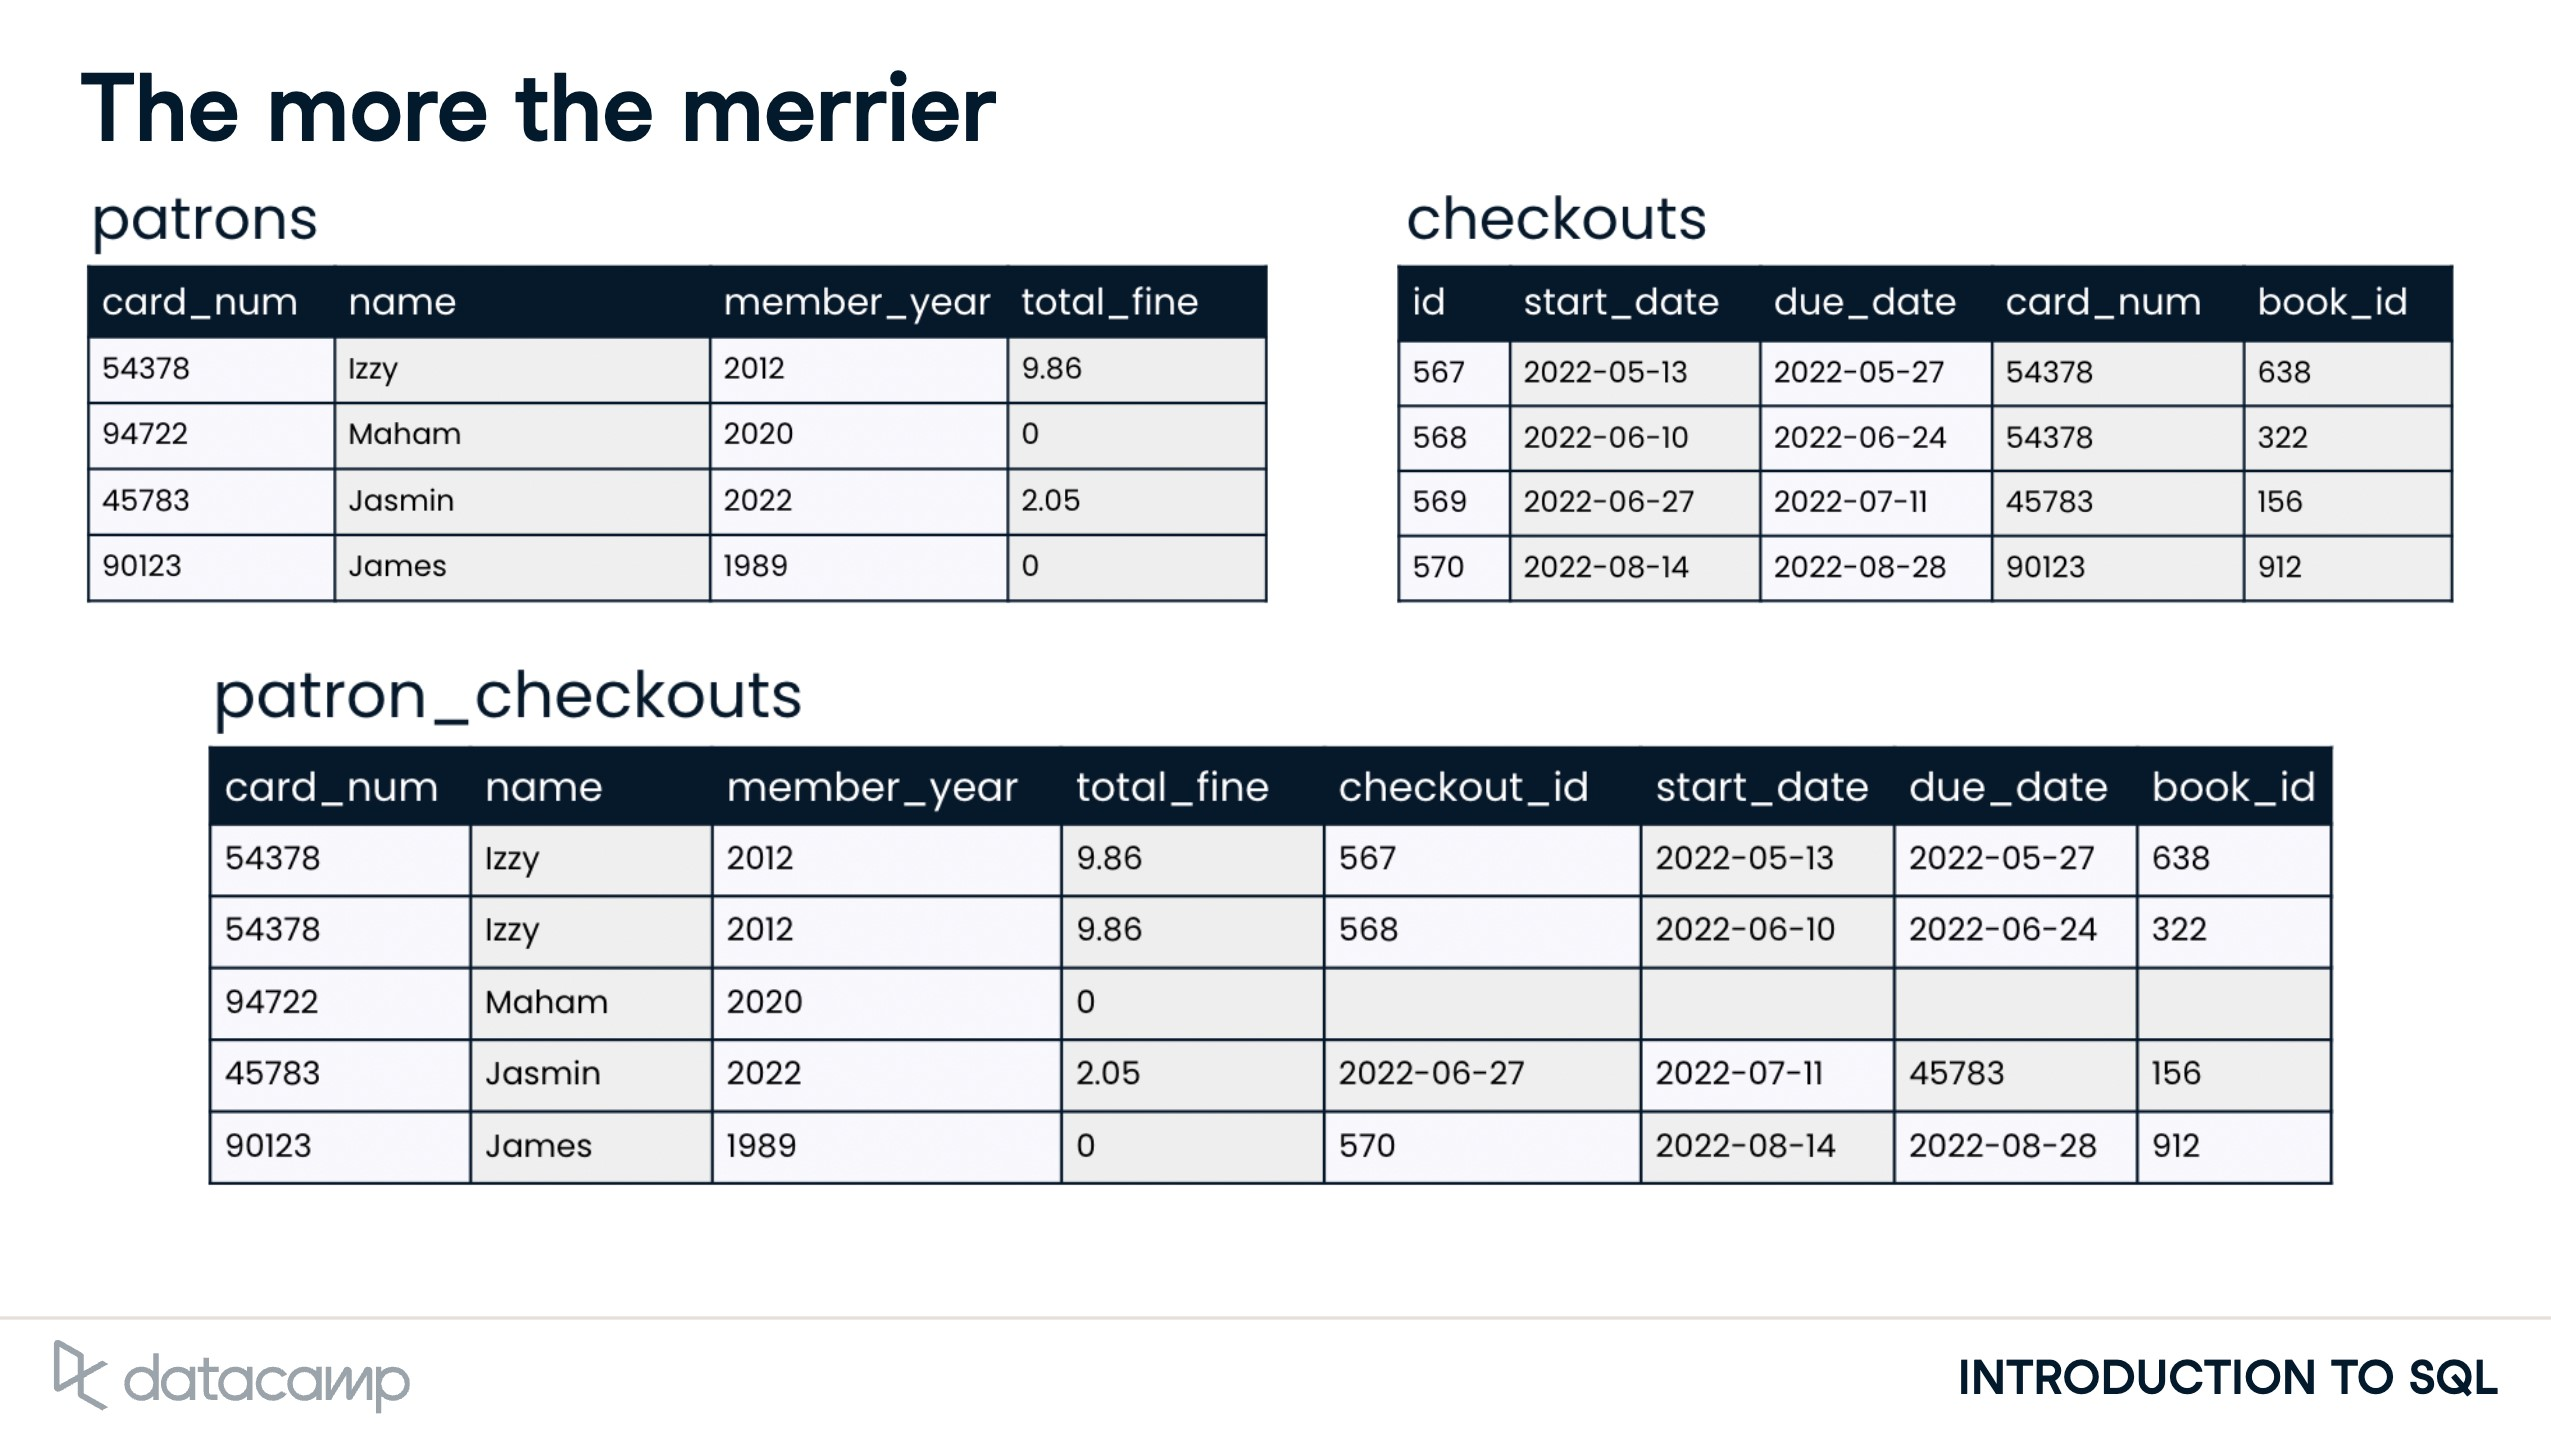 The more the merrier
patrons
card_num name member_year total_fine
54378 Izzy 2012 9.86
94722 Maham 2020 0
45783 Jasmin 2022 2.05
90123 James 1989 0
checkouts
id start_date due_date card_num book_id
567 2022-05-13 2022-05-27 54378 638
568 2022-06-10 2022-06-24 54378 322
569 2022-06-27 2022-07-11 45783 156
570 2022-08-14 2022-08-28 90123 912
patron_checkouts
card_num name member_year total_fine checkout_id start_date due_date book_id
54378 Izzy 2012 9.86 567 2022-05-13 2022-05-27 638
54378 Izzy 2012 9.86 568 2022-06-10 2022-06-24 322
94722 Maham 2020 0
45783 Jasmin 2022 2.05 2022-06-27 2022-07-11 45783 156
90123 James 1989 0 570 2022-08-14 2022-08-28 912
datacamp
INTRODUCTION TO SQL